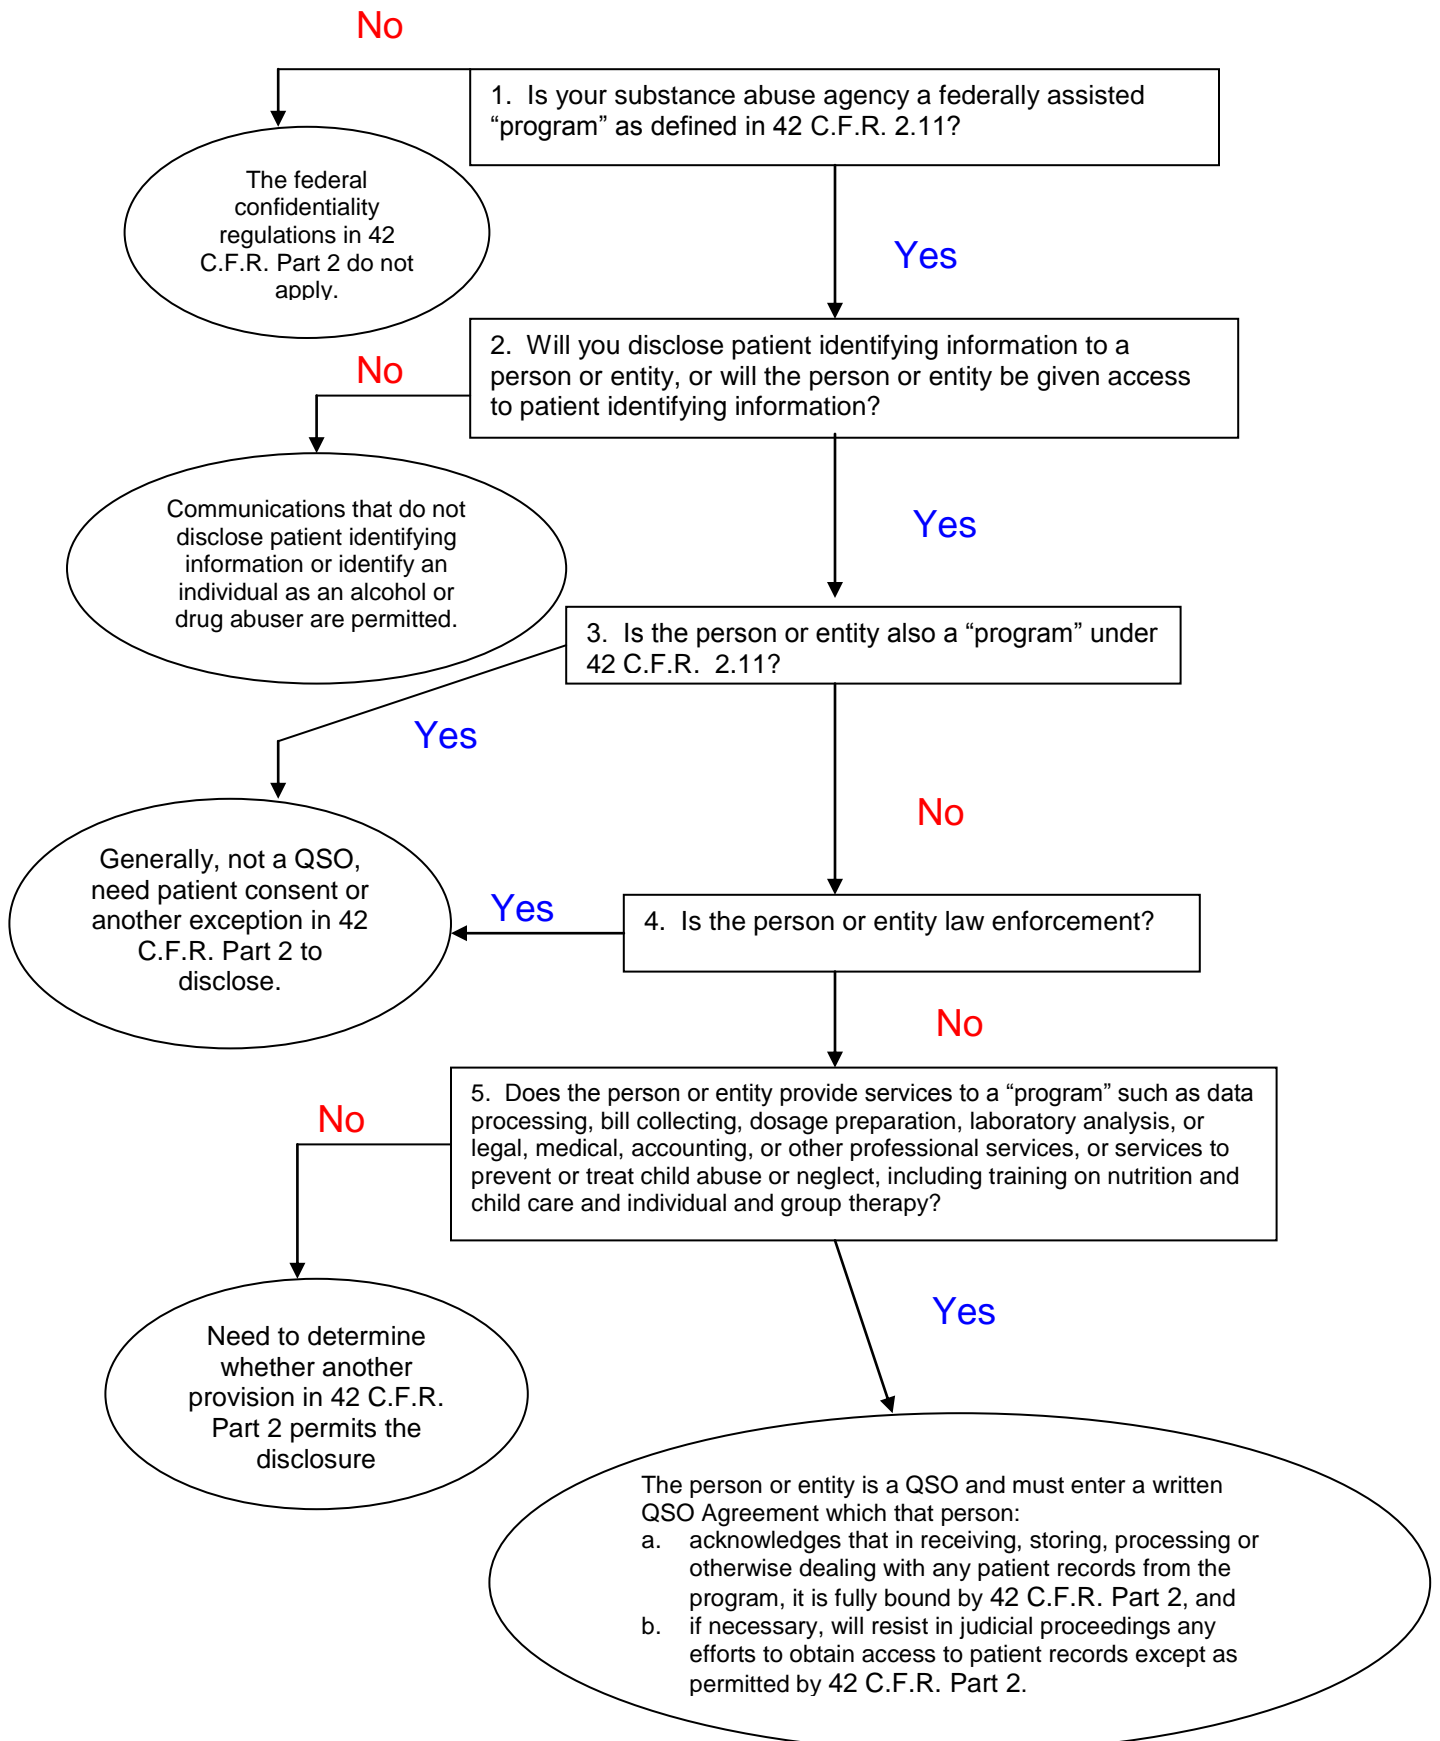 No
1. Is your substance abuse agency a federally assisted
“program” as defined in 42 C.F.R. 2.11?
The federal
confidentiality
regulations in 42
C.F.R. Part 2 do not
apply.
Yes
2. Will you disclose patient identifying information to a
person or entity, or will the person or entity be given access
to patient identifying information?
No
Communications that do not
disclose patient identifying
information or identify an
individual as an alcohol or
drug abuser are permitted.
Yes
3. Is the person or entity also a “program” under
42 C.F.R. 2.11?
Yes
No
Generally, not a QSO,
need patient consent or
another exception in 42
C.F.R. Part 2 to
disclose.
Yes
4. Is the person or entity law enforcement?
No
5. Does the person or entity provide services to a “program” such as data
processing, bill collecting, dosage preparation, laboratory analysis, or
legal, medical, accounting, or other professional services, or services to
prevent or treat child abuse or neglect, including training on nutrition and
child care and individual and group therapy?
No
Need to determine
whether another
provision in 42 C.F.R.
Part 2 permits the
disclosure
Yes
The person or entity is a QSO and must enter a written
QSO Agreement which that person:
a. acknowledges that in receiving, storing, processing or
otherwise dealing with any patient records from the
program, it is fully bound by 42 C.F.R. Part 2, and
b. if necessary, will resist in judicial proceedings any
efforts to obtain access to patient records except as
permitted by 42 C.F.R. Part 2.